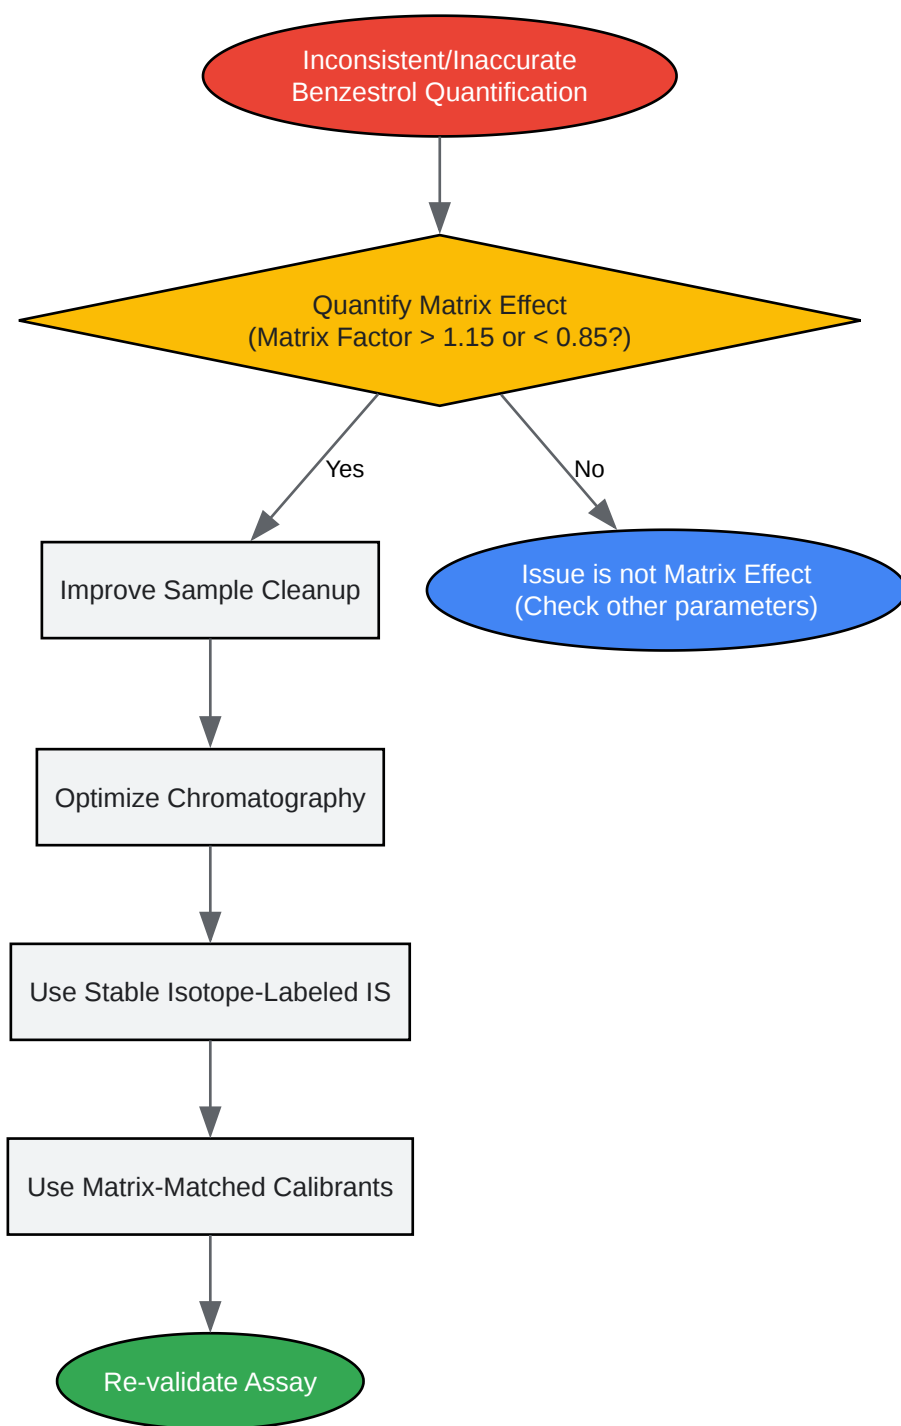 Inconsistent/Inaccurate
Benzestrol Quantification
Quantify Matrix Effect
(Matrix Factor > 1.15 or < 0.85?)
Yes
No
Improve Sample Cleanup
Issue is not Matrix Effect
(Check other parameters)
Optimize Chromatography
Use Stable Isotope-Labeled IS
Use Matrix-Matched Calibrants
Re-validate Assay